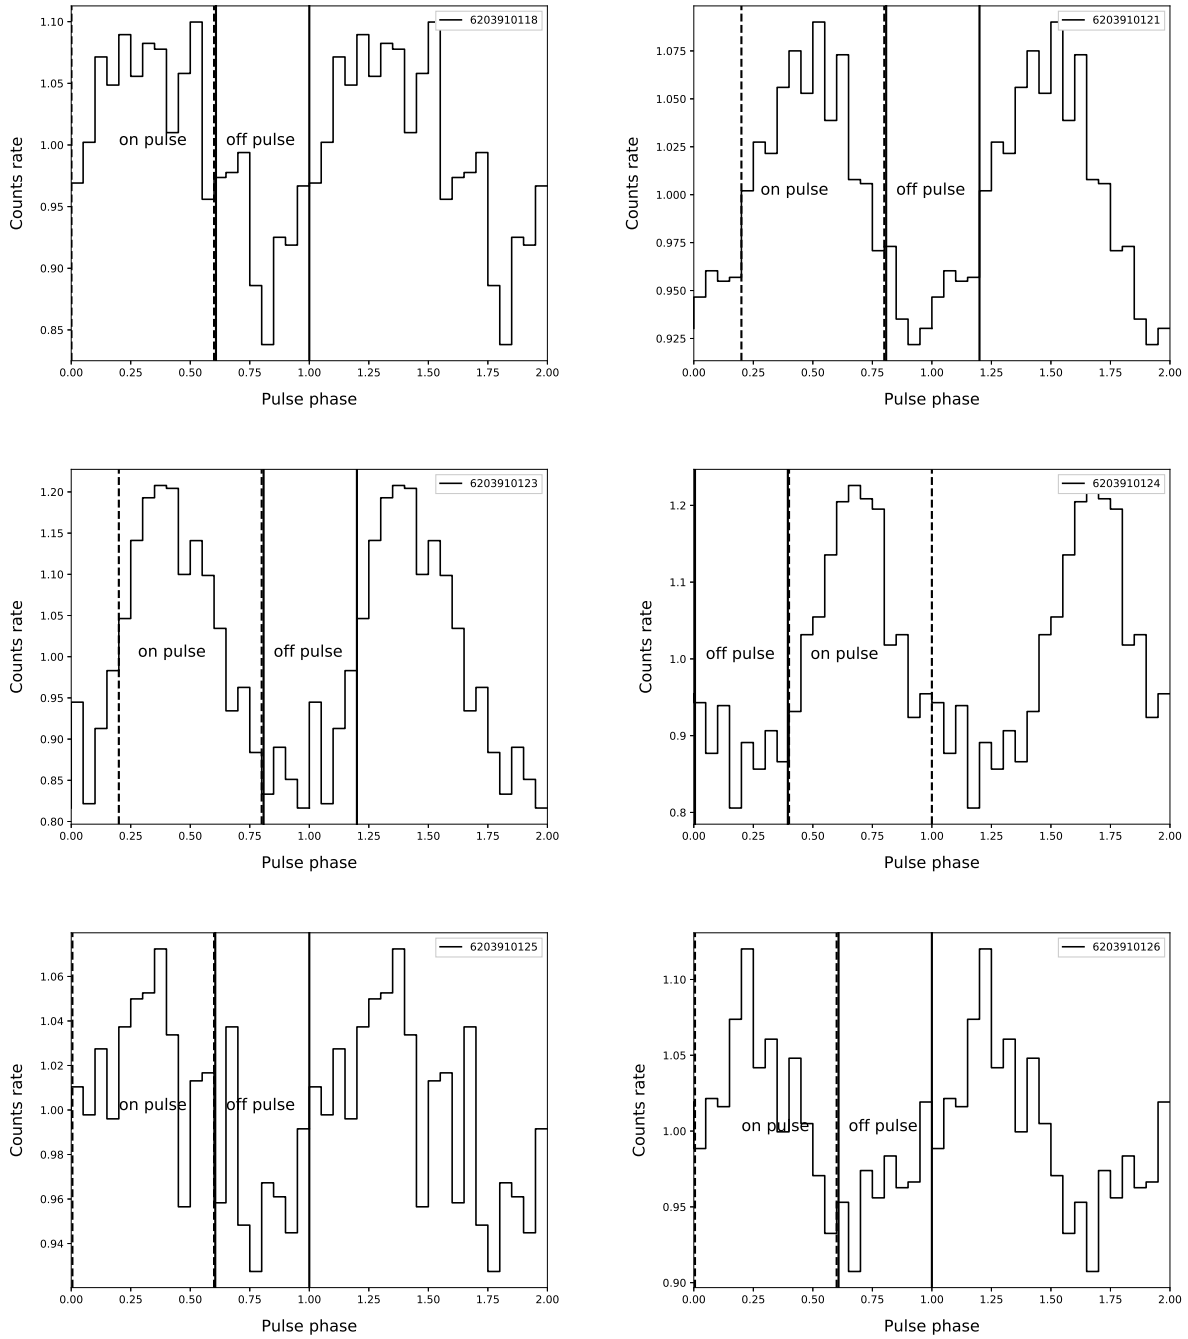 6203910118
1.10
1.05
1.00
0.95
0.90
0.85
Counts rate
on pulse
off pulse
0.00 0.25 0.50 0.75 1.00 1.25 1.50 1.75 2.00
Pulse phase
6203910121
1.075
1.050
1.025
1.000
0.975
0.950
0.925
Counts rate
on pulse
off pulse
0.00 0.25 0.50 0.75 1.00 1.25 1.50 1.75 2.00
Pulse phase
6203910123
1.20
1.15
1.10
1.05
1.00
0.95
0.90
0.85
0.80
Counts rate
on pulse
off pulse
0.00 0.25 0.50 0.75 1.00 1.25 1.50 1.75 2.00
Pulse phase
6203910124
1.2
1.1
1.0
0.9
0.8
Counts rate
off pulse
on pulse
0.00 0.25 0.50 0.75 1.00 1.25 1.50 1.75 2.00
Pulse phase
6203910125
1.06
1.04
1.02
1.00
0.98
0.96
0.94
Counts rate
on pulse
off pulse
0.00 0.25 0.50 0.75 1.00 1.25 1.50 1.75 2.00
Pulse phase
6203910126
1.10
1.05
1.00
0.95
0.90
Counts rate
on pulse
off pulse
0.00 0.25 0.50 0.75 1.00 1.25 1.50 1.75 2.00
Pulse phase